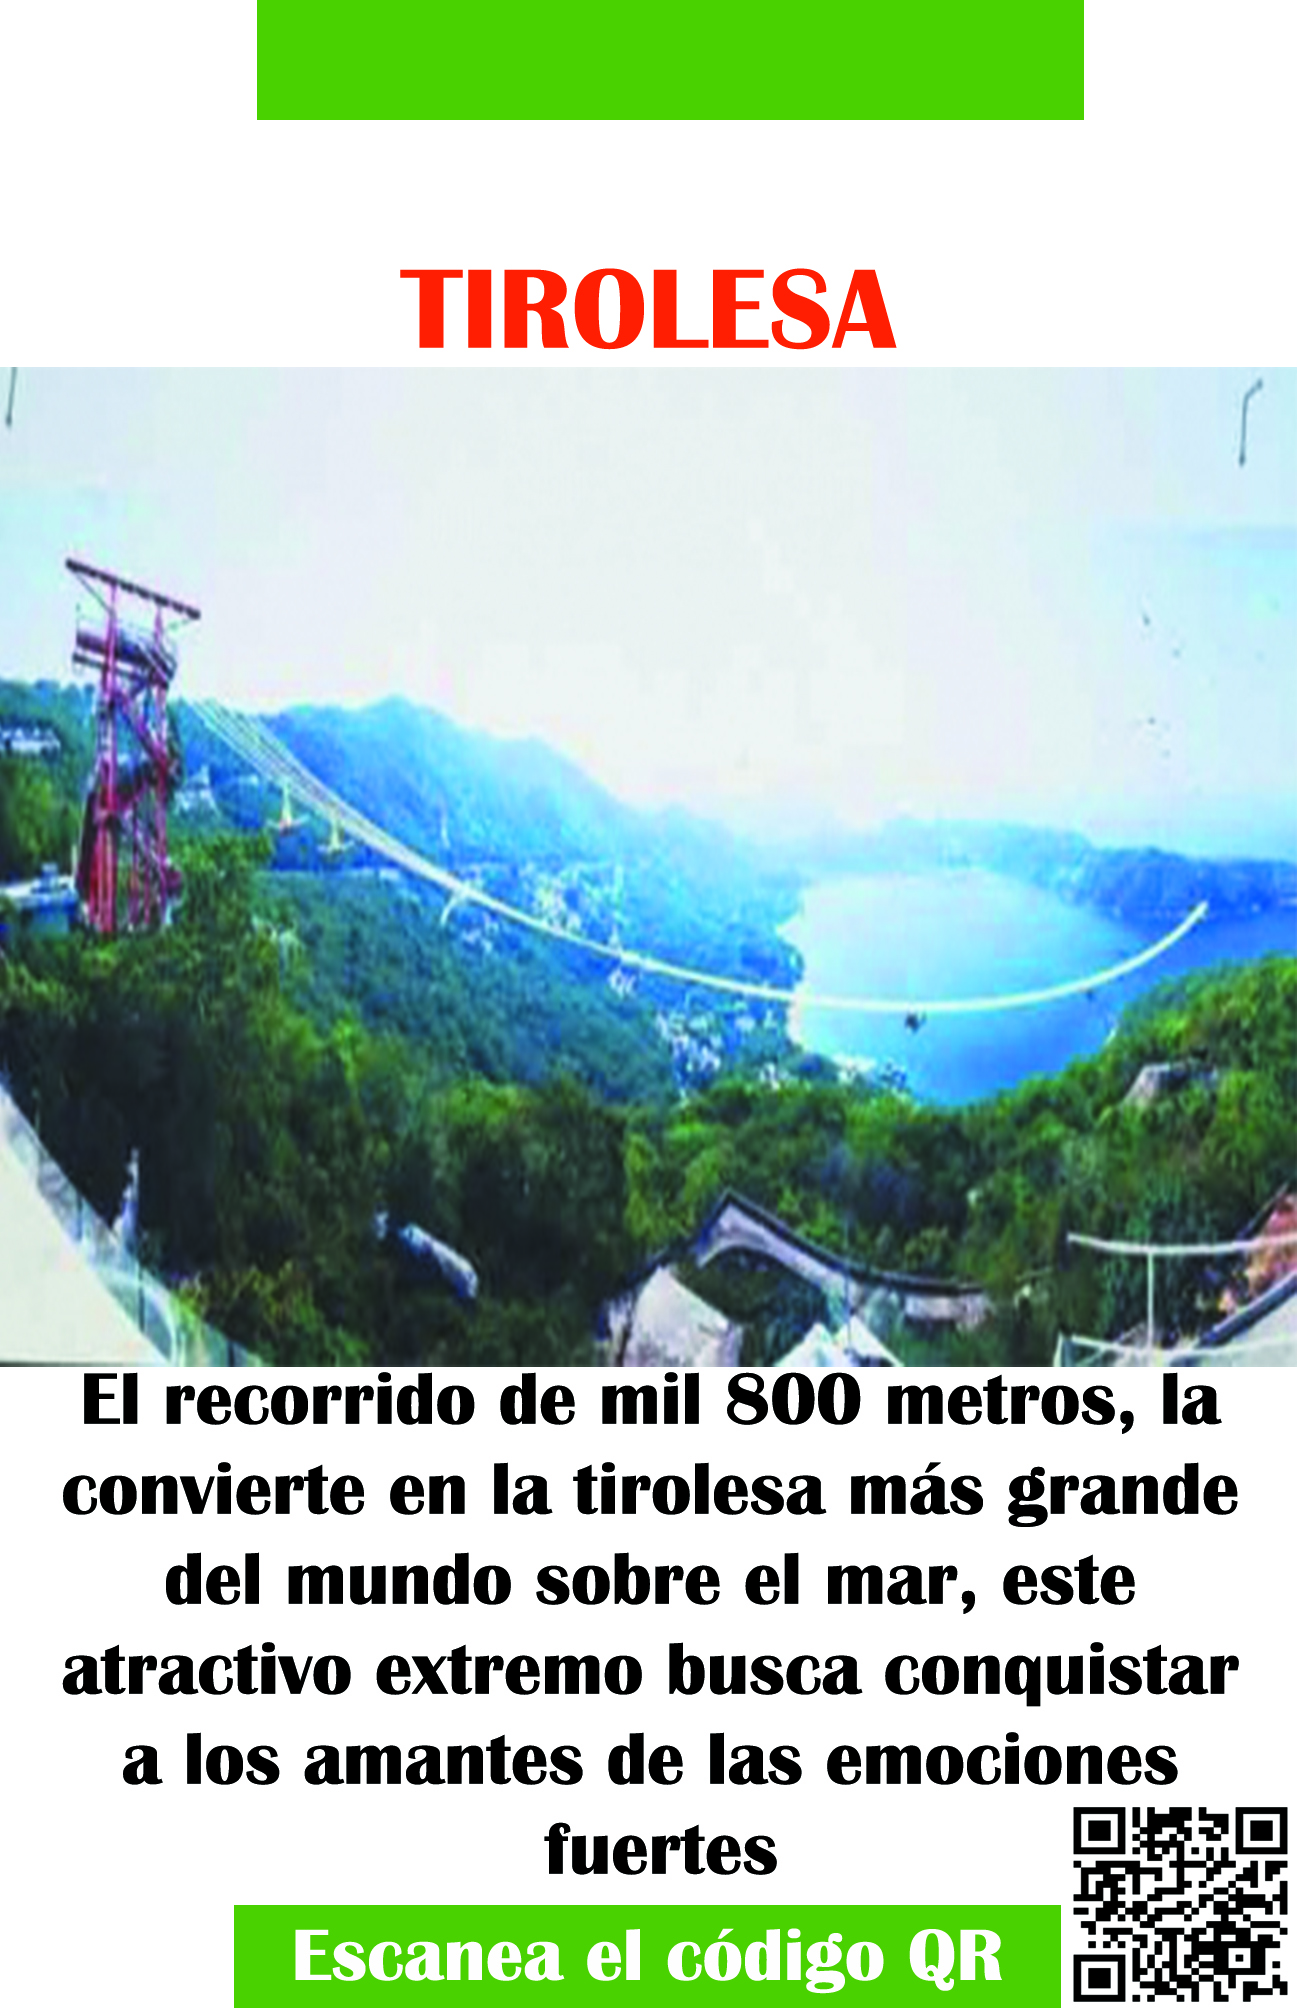 TIROLESA
El recorrido de mil 800 metros, la
convierte en la tirolesa más grande
del mundo sobre el mar, este
atractivo extremo busca conquistar
a los amantes de las emociones
fuertes
Escanea el código QR